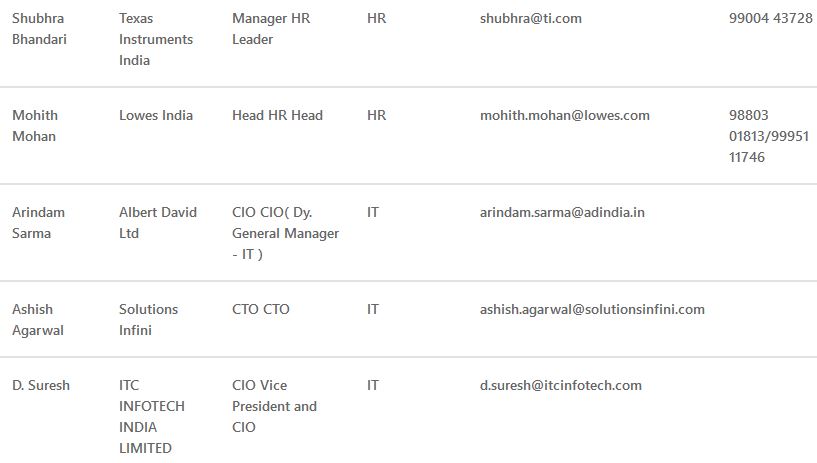 Shubhra Texas Manager HR HR shubhra@ti.com 99004 43728
Bhandari Instruments Leader
India
Mohith Lowes India Head HR Head HR mohith.mohan@lowes.com 98803
Mohan 01813/99951
11746
Arindam Albert David CIO CIO( Dy. IT arindam.sarma@adindia.in
Sarma Ltd General Manager
- IT )
Ashish Solutions CTO CTO IT ashish.agarwal@solutionsinfini.com
Agarwal Infini
D. Suresh ITC CIO Vice IT d.suresh@itcinfotech.com
INFOTECH President and
INDIA CIO
LIMITED